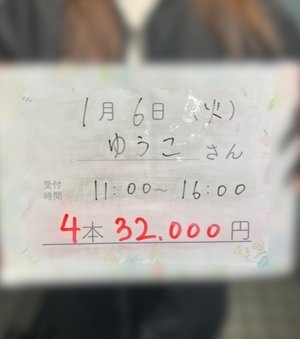 1月 6日 (火)
ゆうこ さん
受付時間 11:00～16:00
4本 32.000円